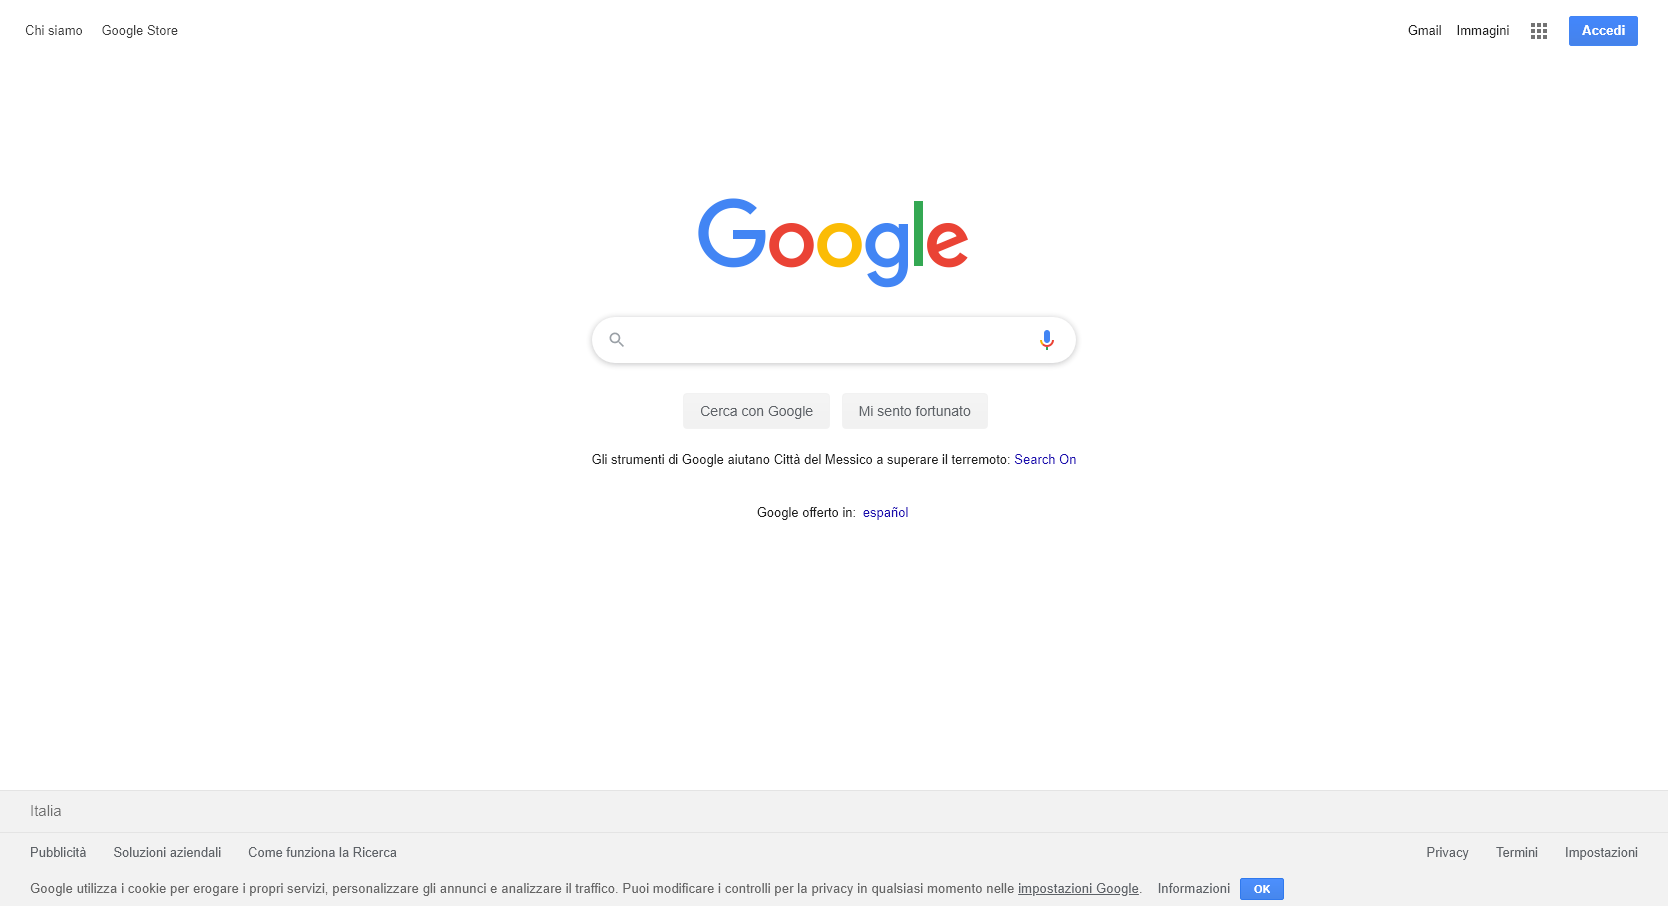 Chi siamo Google Store Gmail Immagini Accedi
Google
Cerca con Google Mi sento fortunato
Gli strumenti di Google aiutano Città del Messico a superare il terremoto: Search On
Google offerto in: español
Italia
Pubblicità Soluzioni aziendali Come funziona la Ricerca Privacy Termini Impostazioni
Google utilizza i cookie per erogare i propri servizi, personalizzare gli annunci e analizzare il traffico. Puoi modificare i controlli per la privacy in qualsiasi momento nelle impostazioni Google. Informazioni OK